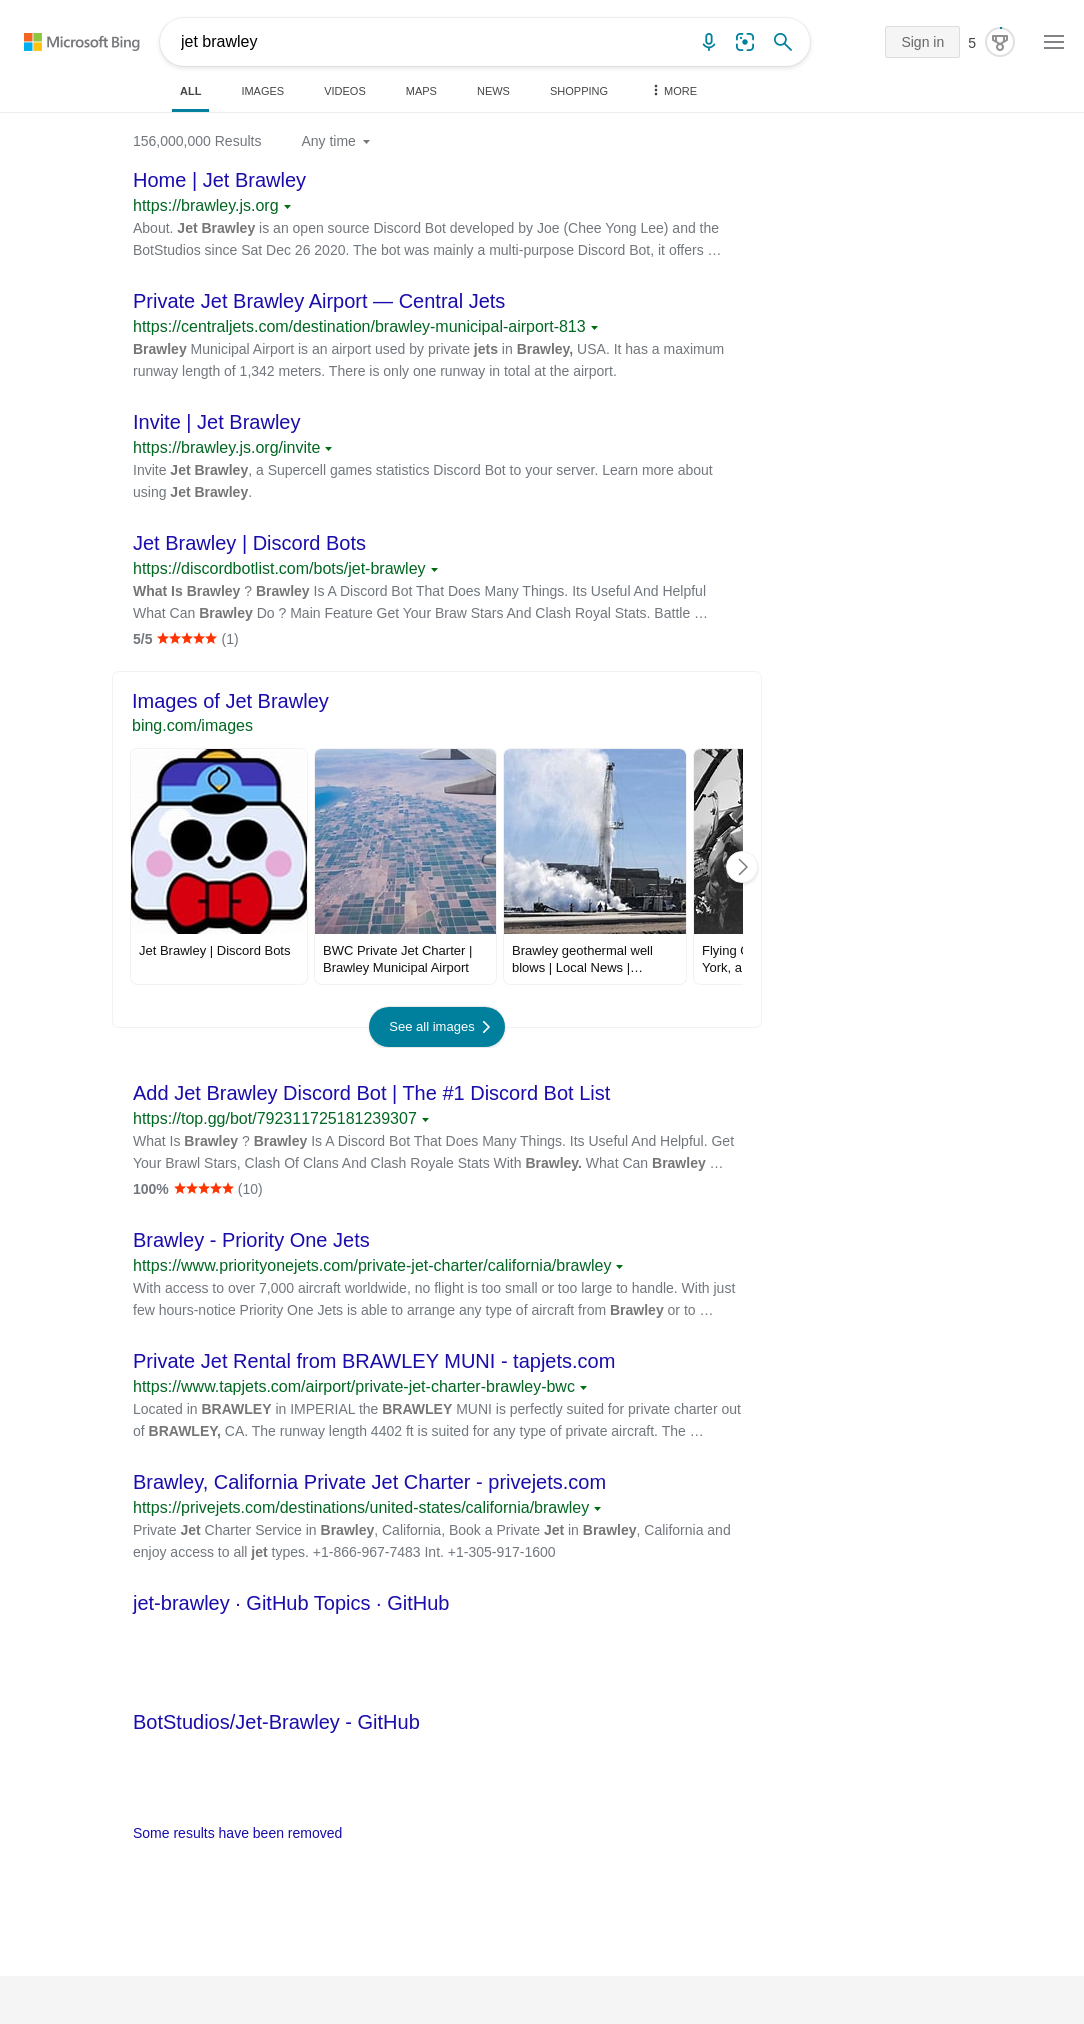 Microsoft Bing
jet brawley
Sign in
5
ALL
IMAGES
VIDEOS
MAPS
NEWS
SHOPPING
MORE
156,000,000 Results
Any time
Home | Jet Brawley
https://brawley.js.org
About. Jet Brawley is an open source Discord Bot developed by Joe (Chee Yong Lee) and the
BotStudios since Sat Dec 26 2020. The bot was mainly a multi-purpose Discord Bot, it offers …
Private Jet Brawley Airport — Central Jets
https://centraljets.com/destination/brawley-municipal-airport-813
Brawley Municipal Airport is an airport used by private jets in Brawley, USA. It has a maximum
runway length of 1,342 meters. There is only one runway in total at the airport.
Invite | Jet Brawley
https://brawley.js.org/invite
Invite Jet Brawley, a Supercell games statistics Discord Bot to your server. Learn more about
using Jet Brawley.
Jet Brawley | Discord Bots
https://discordbotlist.com/bots/jet-brawley
What Is Brawley ? Brawley Is A Discord Bot That Does Many Things. Its Useful And Helpful
What Can Brawley Do ? Main Feature Get Your Braw Stars And Clash Royal Stats. Battle …
5/5 ★★★★★ (1)
Images of Jet Brawley
bing.com/images
Jet Brawley | Discord Bots
BWC Private Jet Charter |
Brawley Municipal Airport
Brawley geothermal well
blows | Local News |…
Flying
York, a
See all images
Add Jet Brawley Discord Bot | The #1 Discord Bot List
https://top.gg/bot/792311725181239307
What Is Brawley ? Brawley Is A Discord Bot That Does Many Things. Its Useful And Helpful. Get
Your Brawl Stars, Clash Of Clans And Clash Royale Stats With Brawley. What Can Brawley …
100% ★★★★★ (10)
Brawley - Priority One Jets
https://www.priorityonejets.com/private-jet-charter/california/brawley
With access to over 7,000 aircraft worldwide, no flight is too small or too large to handle. With just
few hours-notice Priority One Jets is able to arrange any type of aircraft from Brawley or to …
Private Jet Rental from BRAWLEY MUNI - tapjets.com
https://www.tapjets.com/airport/private-jet-charter-brawley-bwc
Located in BRAWLEY in IMPERIAL the BRAWLEY MUNI is perfectly suited for private charter out
of BRAWLEY, CA. The runway length 4402 ft is suited for any type of private aircraft. The …
Brawley, California Private Jet Charter - privejets.com
https://privejets.com/destinations/united-states/california/brawley
Private Jet Charter Service in Brawley, California, Book a Private Jet in Brawley, California and
enjoy access to all jet types. +1-866-967-7483 Int. +1-305-917-1600
jet-brawley · GitHub Topics · GitHub
BotStudios/Jet-Brawley - GitHub
Some results have been removed